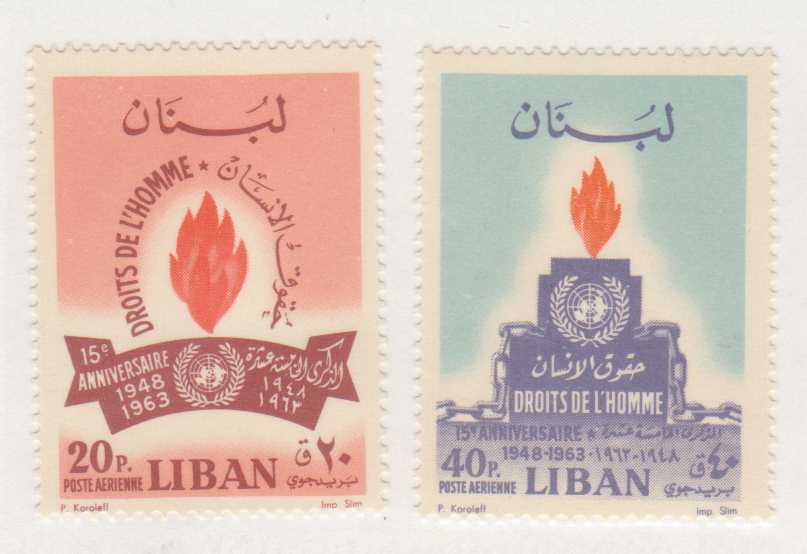 لبنان
DROITS DE L'HOMME ★ حقوق الإنسان
15e ANNIVERSAIRE
1948
1963
الذكرى الخامسة عشرة
١٩٤٨
١٩٦٣
20P.
POSTE AERIENNE
LIBAN
٢٠ ق
بريد جوي
P. Koroleff
Imp. Slim
لبنان
حقوق الإنسان
DROITS DE L'HOMME
15e ANNIVERSAIRE ★ الذكرى الخامسة عشرة
1948-1963 · ١٩٦٣-١٩٤٨
40P.
POSTE AERIENNE
LIBAN
٤٠ ق
بريد جوي
P. Koroleff
Imp. Slim